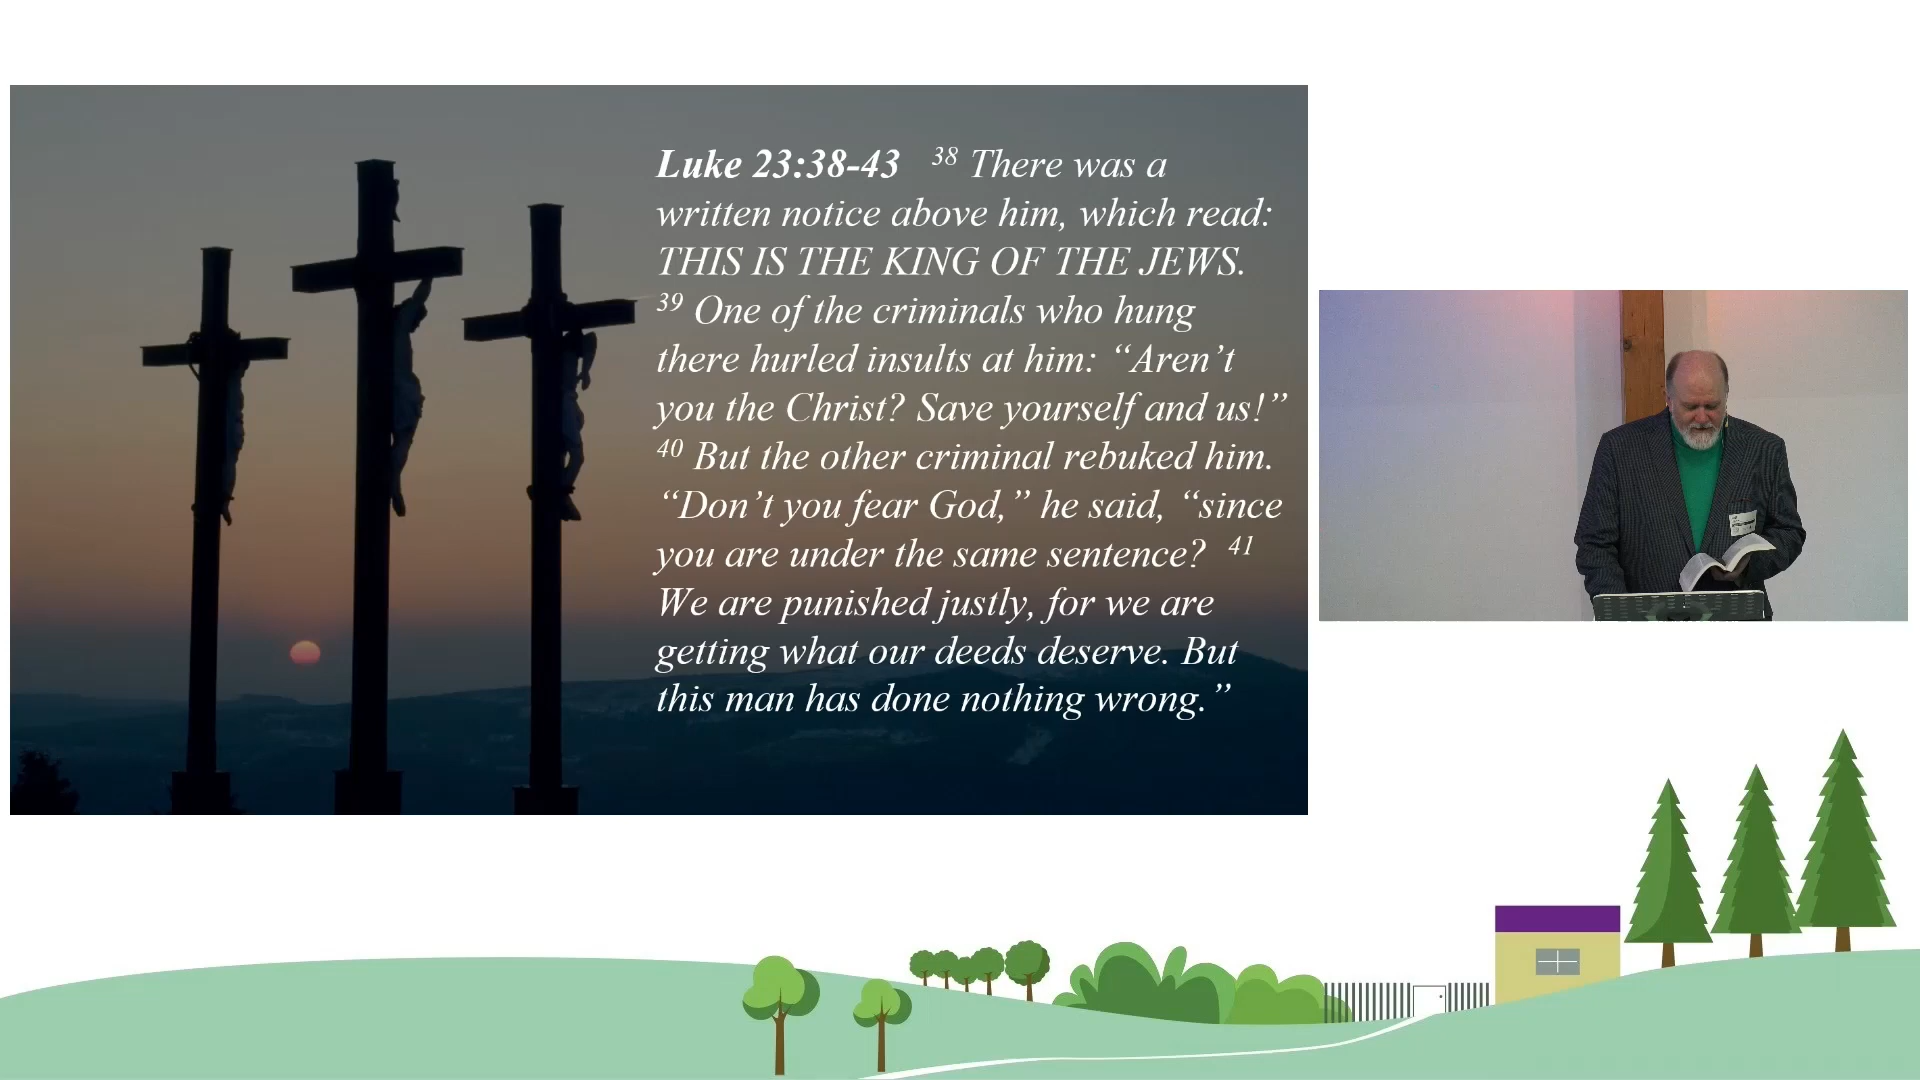 Luke 23:38-43 38 There was a
written notice above him, which read:
THIS IS THE KING OF THE JEWS.
39 One of the criminals who hung
there hurled insults at him: “Aren’t
you the Christ? Save yourself and us!”
40 But the other criminal rebuked him.
“Don’t you fear God,” he said, “since
you are under the same sentence? 41
We are punished justly, for we are
getting what our deeds deserve. But
this man has done nothing wrong.”